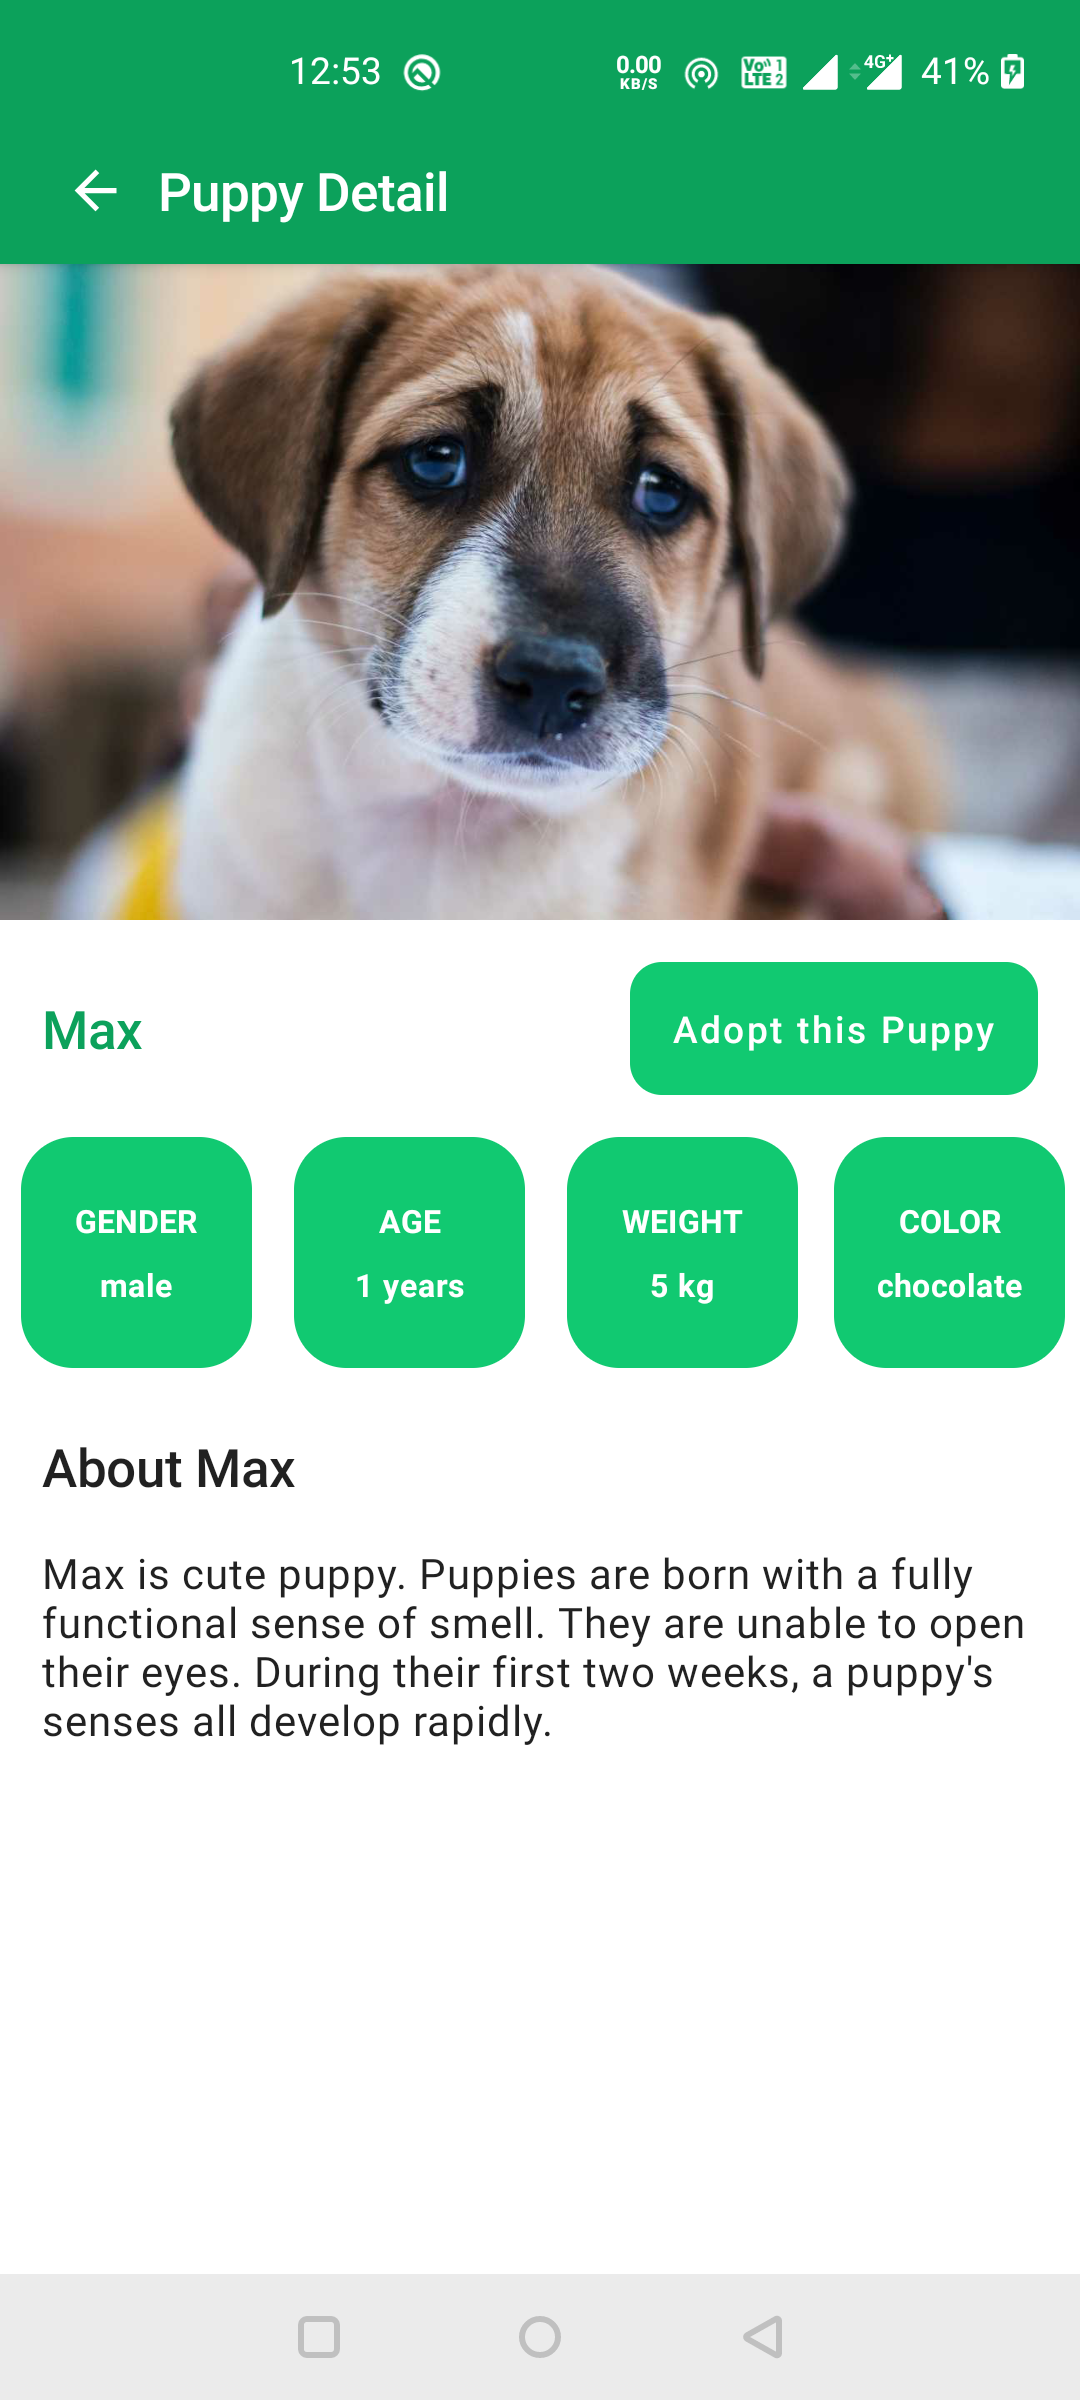 12:53 0.00 KB/S Vo)) 1 LTE 2 4G+ 41%
Puppy Detail
Max
Adopt this Puppy
GENDER AGE WEIGHT COLOR
male 1 years 5 kg chocolate
About Max
Max is cute puppy. Puppies are born with a fully
functional sense of smell. They are unable to open
their eyes. During their first two weeks, a puppy's
senses all develop rapidly.